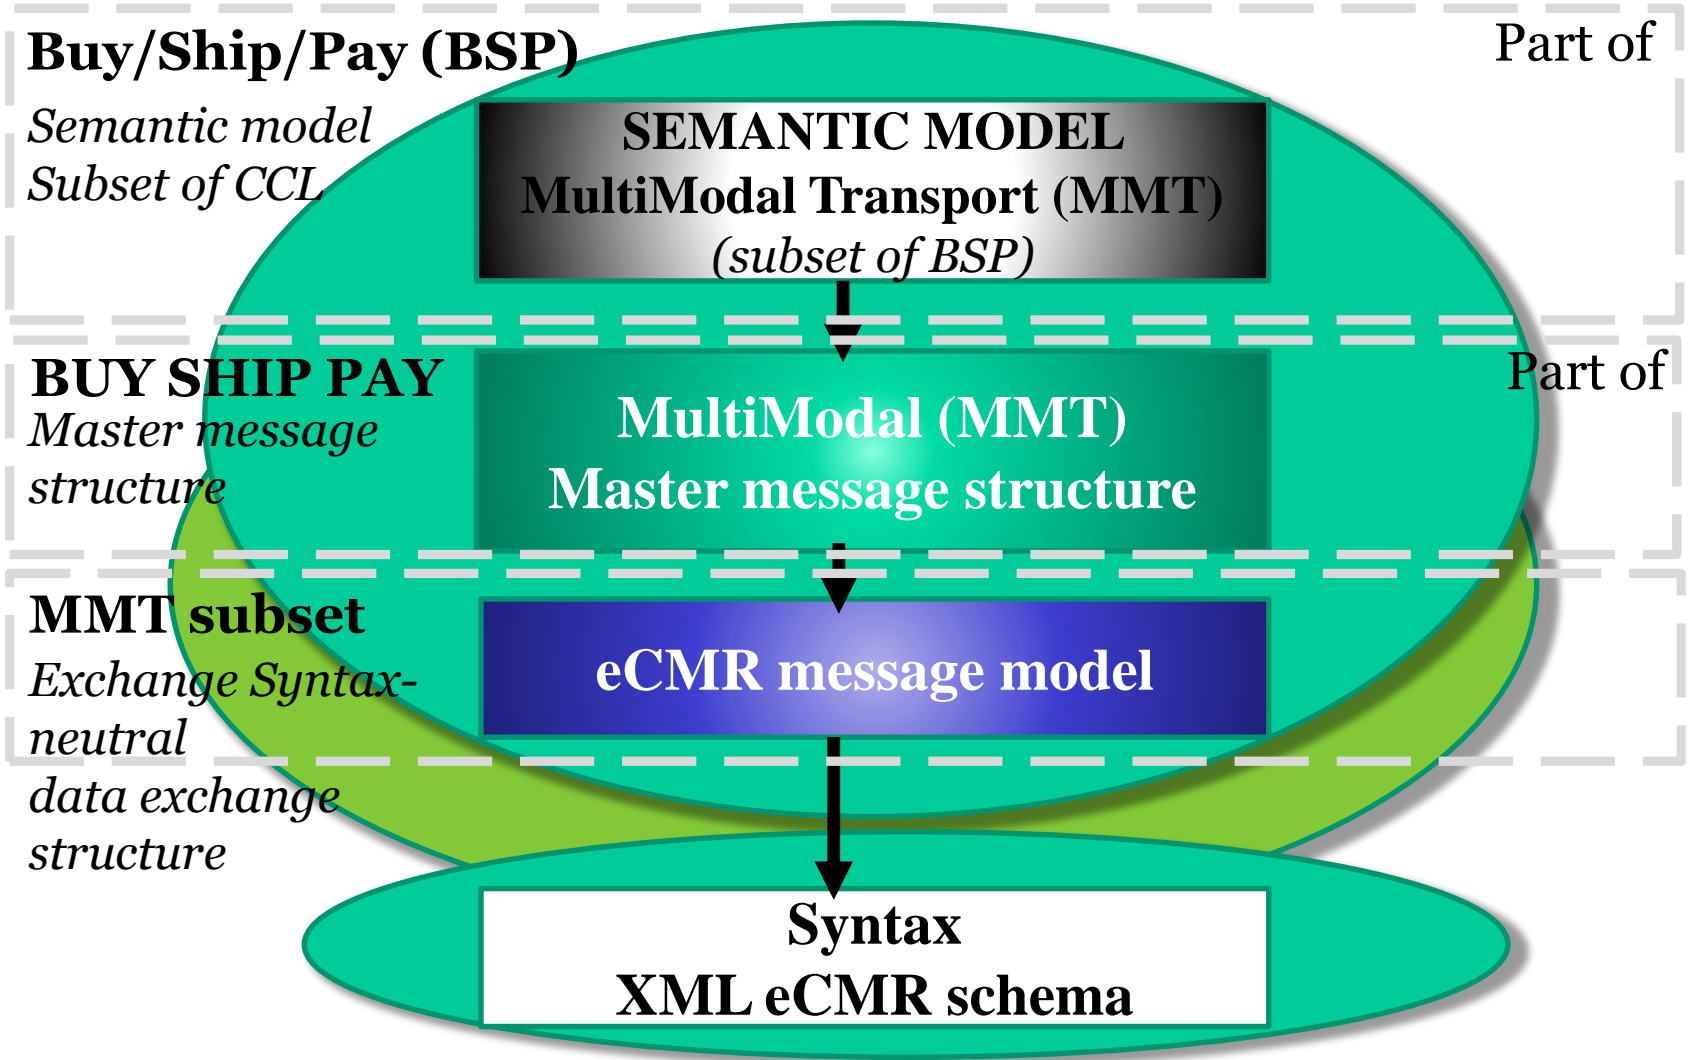 Buy/Ship/Pay (BSP)
Part of
Semantic model
Subset of CCL
SEMANTIC MODEL
MultiModal Transport (MMT)
(subset of BSP)
BUY SHIP PAY
Part of
Master message
structure
MultiModal (MMT)
Master message structure
MMT subset
Exchange Syntax-
neutral
data exchange
structure
eCMR message model
Syntax
XML eCMR schema